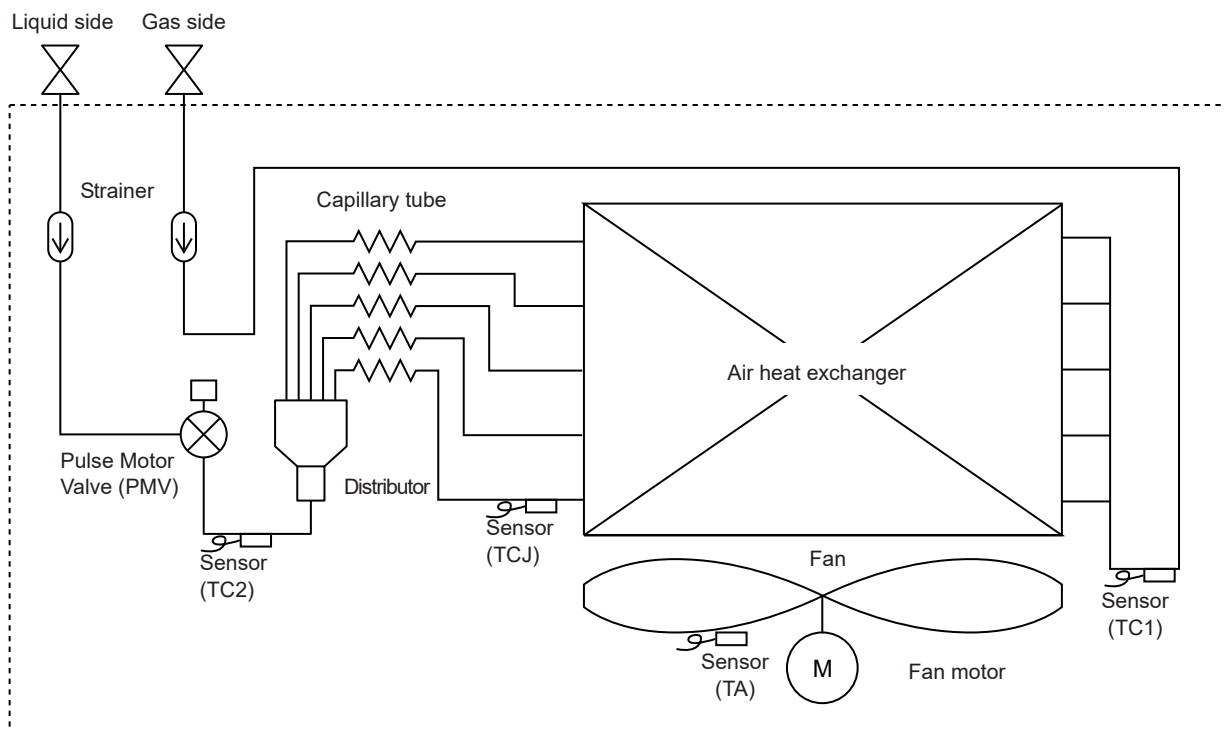 Liquid side
Gas side
Strainer
Capillary tube
Air heat exchanger
Pulse Motor
Valve (PMV)
Distributor
Sensor
(TCJ)
Sensor
(TC2)
Fan
Sensor
(TC1)
Sensor
(TA)
M
Fan motor